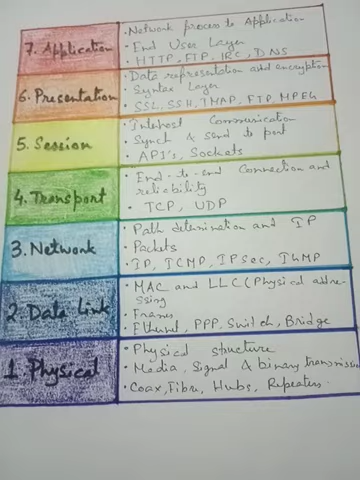 7. Application
• Network process to Application
• End User Layer
• HTTP, FTP, IRC, DNS
6. Presentation
• Data representation and encryption
• Syntax Layer
• SSL, SSH, IMAP, FTP, MPEG
5. Session
• Interhost Communication
• Synch & send to port
• API's, Sockets
4. Transport
• End-to-end Connection and
reliability
• TCP, UDP
3. Network
• Path determination and IP
• Packets
• IP, ICMP, IPSec, IGMP
2. Data Link
• MAC and LLC (Physical addre-
ssing
• Frames
• Ethernet, PPP, Switch, Bridge
1. Physical
• Physical structure
• Media, Signal & binary transmission
• Coax, Fibre, Hubs, Repeaters